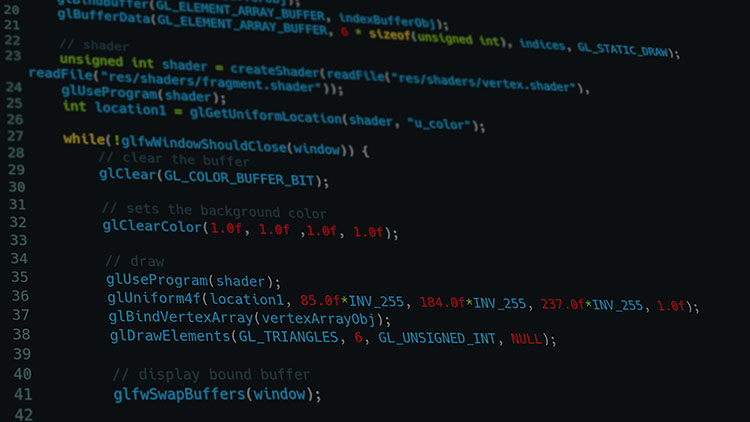 20 glBindBuffer(GL_ELEMENT_ARRAY_BUFFER, indexBufferObj);
21 glBufferData(GL_ELEMENT_ARRAY_BUFFER, 6 * sizeof(unsigned int), indices, GL_STATIC_DRAW);
22 // shader
23 unsigned int shader = createShader(readFile("res/shaders/vertex.shader"),
readFile("res/shaders/fragment.shader"));
24 glUseProgram(shader);
25 int location1 = glGetUniformLocation(shader, "u_color");
26
27 while(!glfwWindowShouldClose(window)) {
28 // clear the buffer
29 glClear(GL_COLOR_BUFFER_BIT);
30
31 // sets the background color
32 glClearColor(1.0f, 1.0f ,1.0f, 1.0f);
33
34 // draw
35 glUseProgram(shader);
36 glUniform4f(location1, 85.0f*INV_255, 184.0f*INV_255, 237.0f*INV_255, 1.0f);
37 glBindVertexArray(vertexArrayObj);
38 glDrawElements(GL_TRIANGLES, 6, GL_UNSIGNED_INT, NULL);
39
40 // display bound buffer
41 glfwSwapBuffers(window);
42